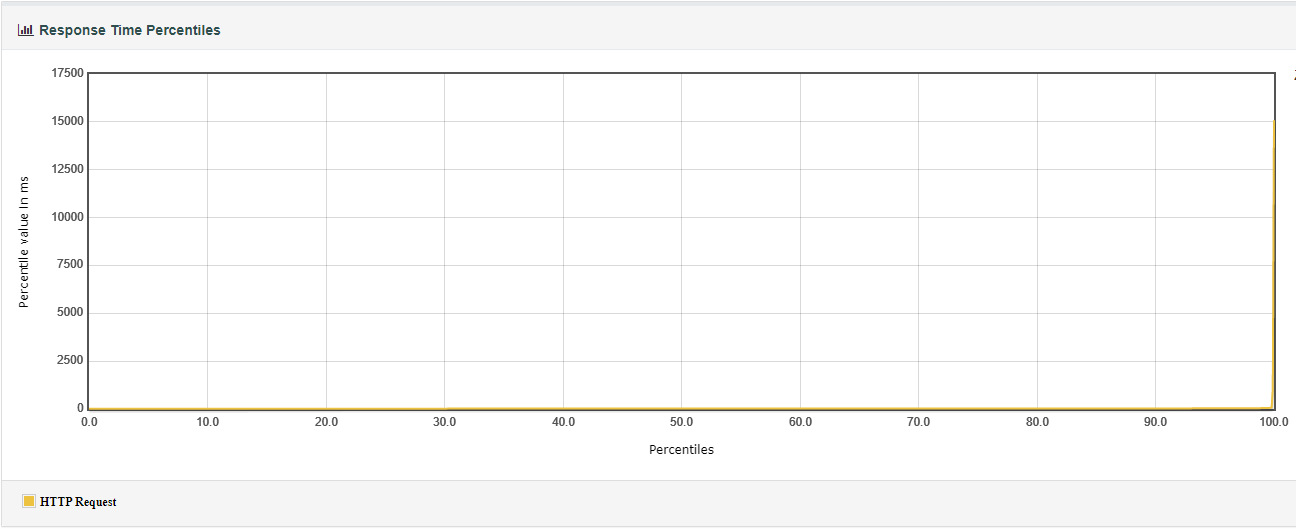 Response Time Percentiles
17500
15000
12500
10000
7500
5000
2500
0
Percentile value in ms
0.0 10.0 20.0 30.0 40.0 50.0 60.0 70.0 80.0 90.0 100.0
Percentiles
HTTP Request